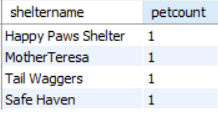 sheltername petcount
Happy Paws Shelter 1
MotherTeresa 1
Tail Waggers 1
Safe Haven 1